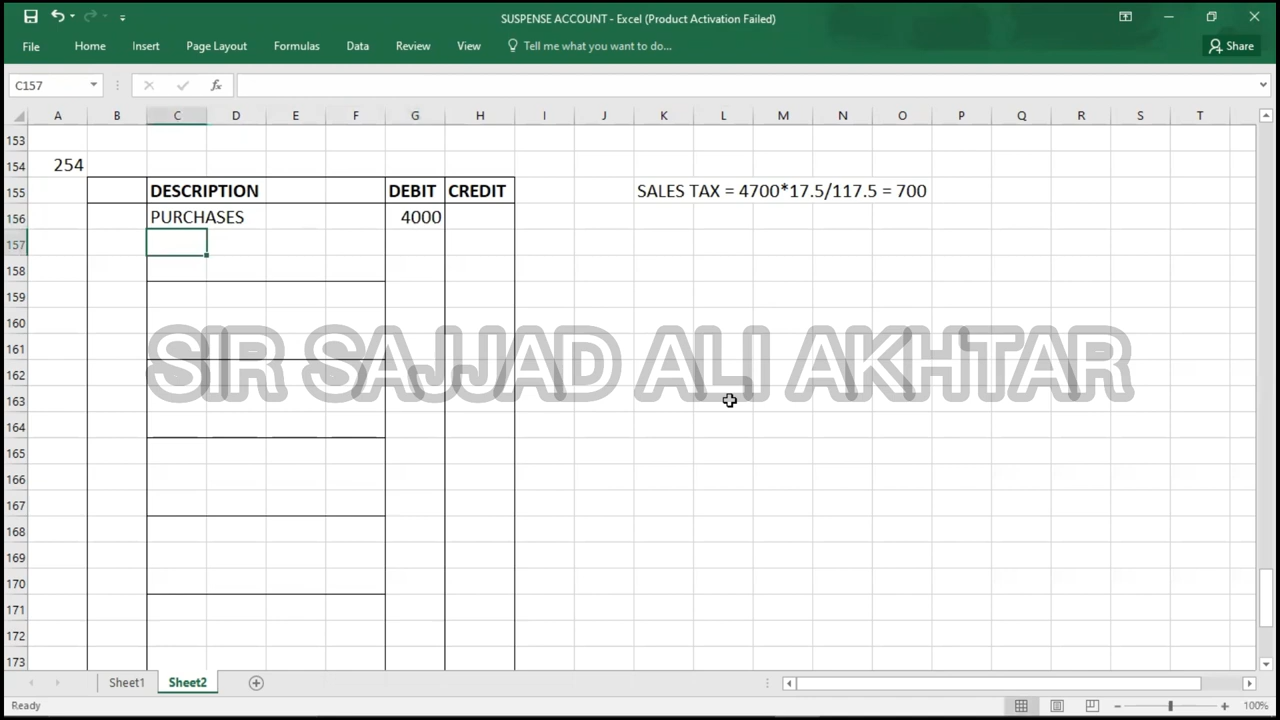 SUSPENSE ACCOUNT - Excel (Product Activation Failed)
File Home Insert Page Layout Formulas Data Review View Tell me what you want to do... Share
C157 fx
A B C D E F G H I J K L M N O P Q R S T
153
154 254
155 DESCRIPTION DEBIT CREDIT SALES TAX = 4700*17.5/117.5 = 700
156 PURCHASES 4000
157
158
159
160
161
SIR SAJJAD ALI AKHTAR
162
163
164
165
166
167
168
169
170
171
172
173
Sheet1 Sheet2
Ready 100%